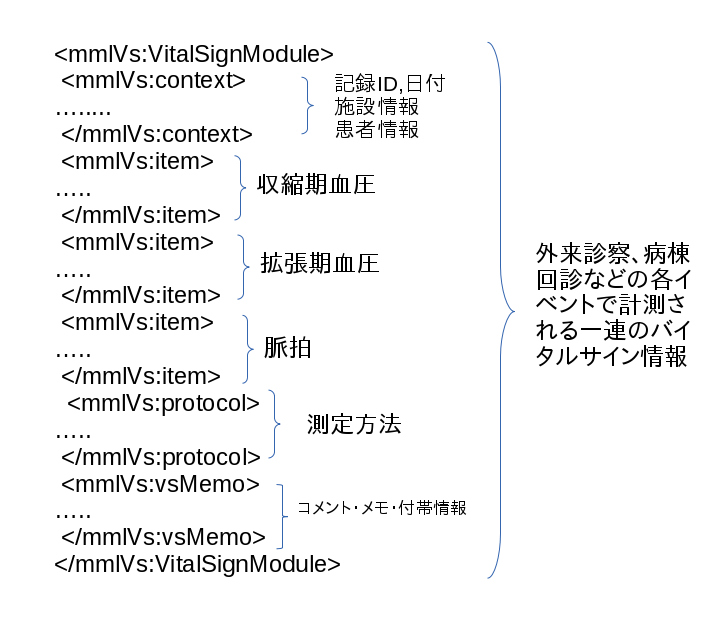 <mmlVs:VitalSignModule>
<mmlVs:context>
........
</mmlVs:context>
記録ID,日付
施設情報
患者情報
<mmlVs:item>
.....
</mmlVs:item>
収縮期血圧
<mmlVs:item>
.....
</mmlVs:item>
拡張期血圧
<mmlVs:item>
.....
</mmlVs:item>
脈拍
<mmlVs:protocol>
.....
</mmlVs:protocol>
測定方法
<mmlVs:vsMemo>
.....
</mmlVs:vsMemo>
コメント・メモ・付帯情報
</mmlVs:VitalSignModule>
外来診察、病棟
回診などの各イ
ベントで計測さ
れる一連のバイ
タルサイン情報